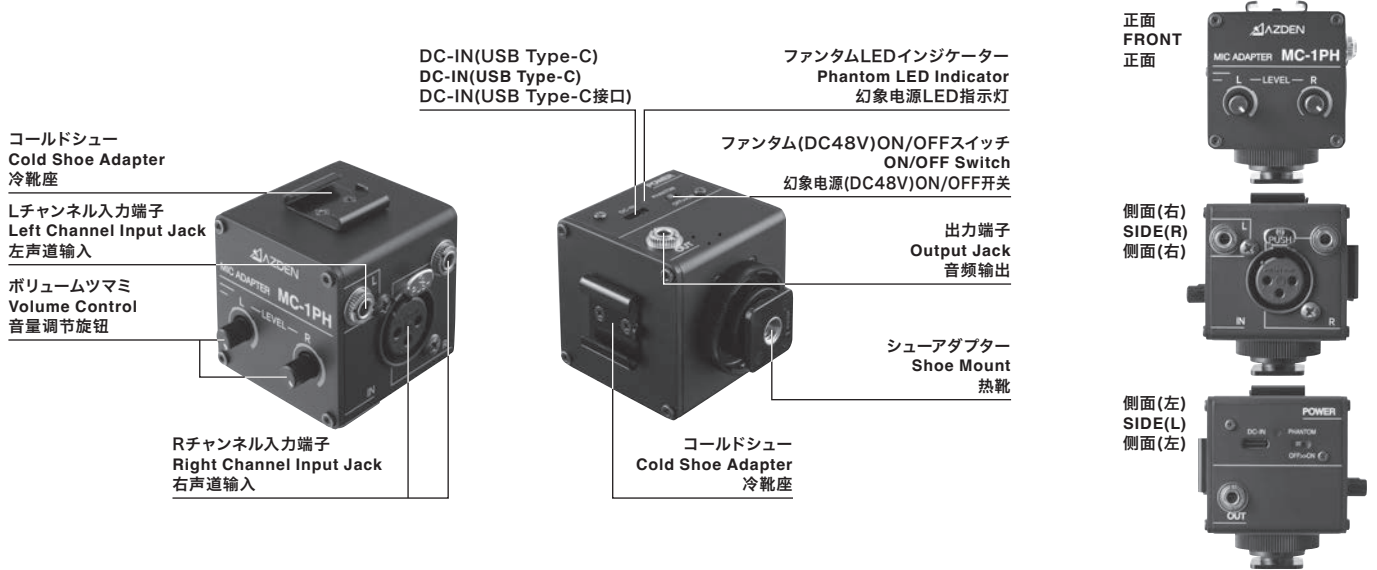 コールドシュー
Cold Shoe Adapter
冷靴座
Lチャンネル入力端子
Left Channel Input Jack
左声道输入
ボリュームツマミ
Volume Control
音量调节旋钮
AZDEN
MIC ADAPTER MC-1PH
L LEVEL R
L
IN
R
Rチャンネル入力端子
Right Channel Input Jack
右声道输入
DC-IN(USB Type-C)
DC-IN(USB Type-C)
DC-IN(USB Type-C接口)
ファンタムLEDインジケーター
Phantom LED Indicator
幻象电源LED指示灯
ファンタム(DC48V)ON/OFFスイッチ
ON/OFF Switch
幻象电源(DC48V)ON/OFF开关
出力端子
Output Jack
音频输出
シューアダプター
Shoe Mount
热靴
コールドシュー
Cold Shoe Adapter
冷靴座
POWER
DC-IN
OUT
正面
FRONT
正面
AZDEN
MIC ADAPTER MC-1PH
L LEVEL R
側面(右)
SIDE(R)
侧面(右)
L
PUSH
IN
R
側面(左)
SIDE(L)
侧面(左)
POWER
DC-IN PHANTOM
OFF ON
OUT